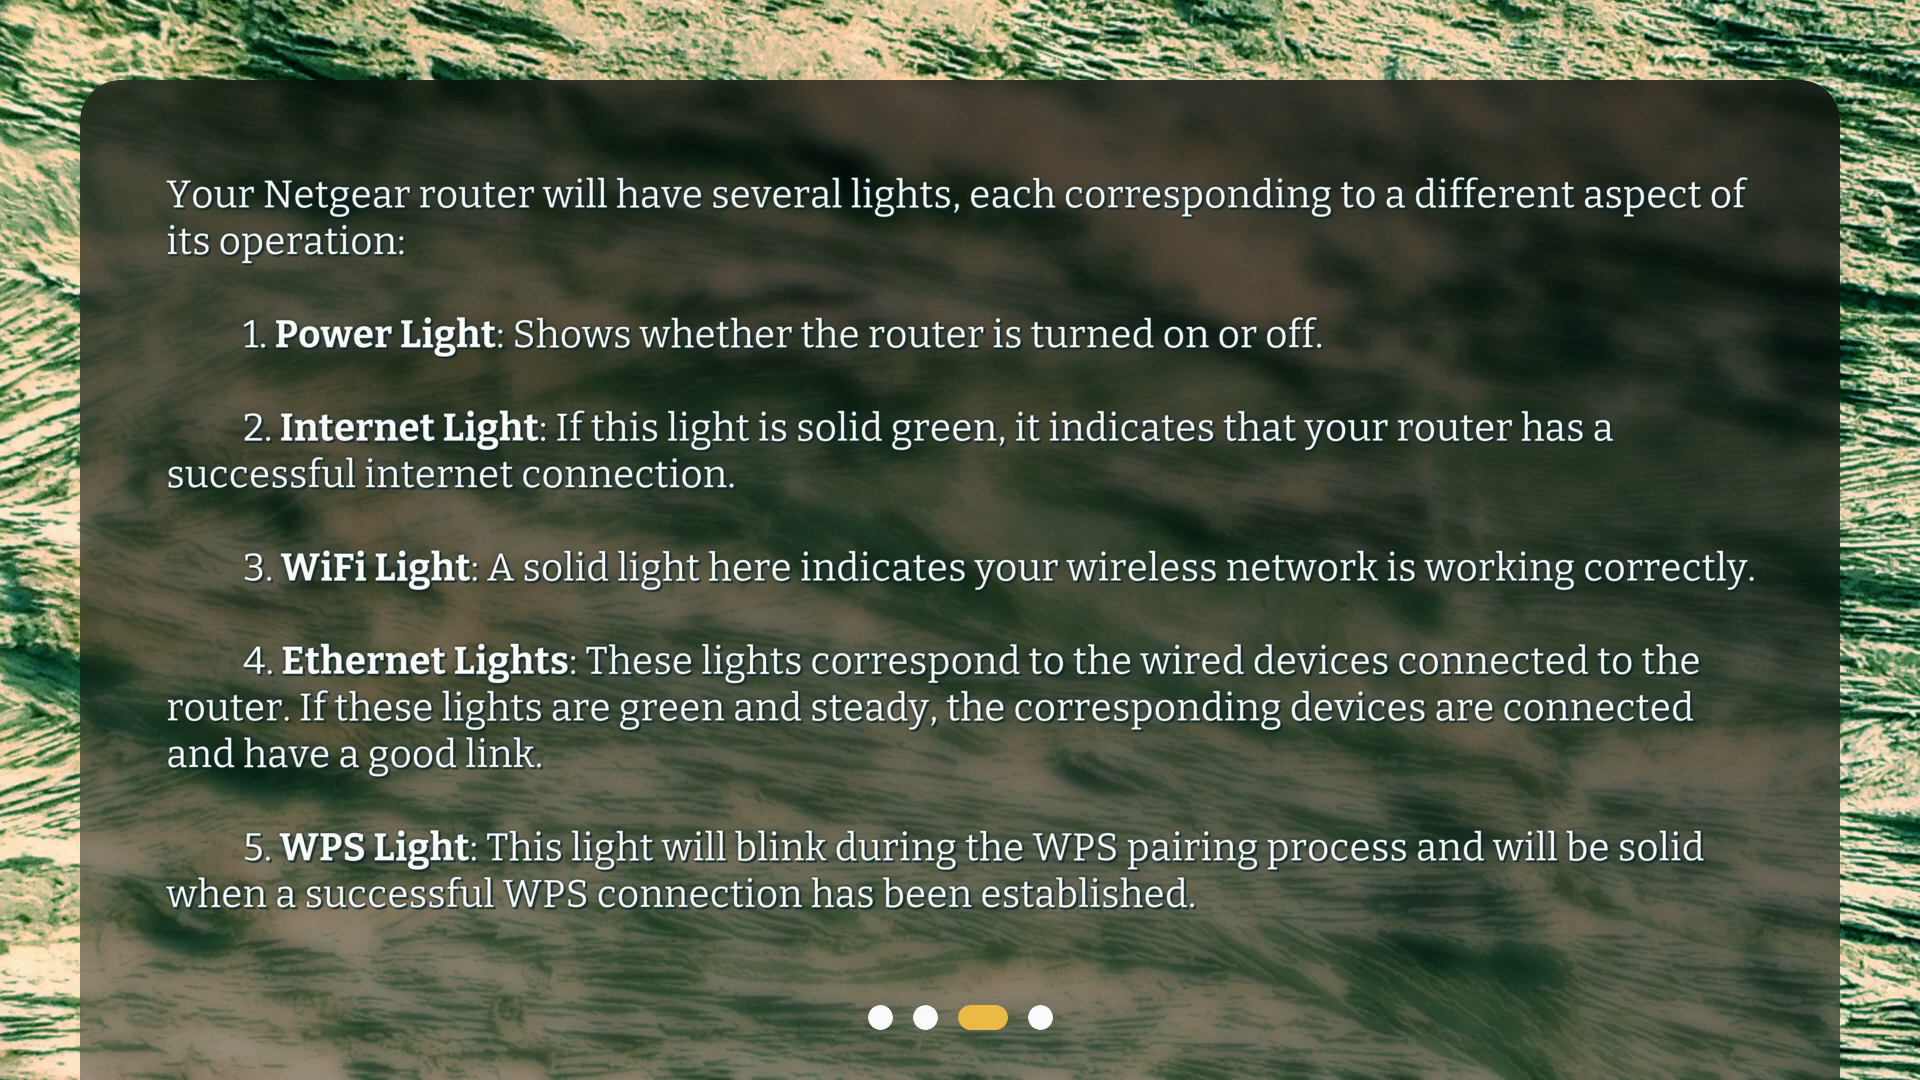 Your Netgear router will have several lights, each corresponding to a different aspect of
its operation:
1. Power Light: Shows whether the router is turned on or off.
2. Internet Light: If this light is solid green, it indicates that your router has a
successful internet connection.
3. WiFi Light: A solid light here indicates your wireless network is working correctly.
4. Ethernet Lights: These lights correspond to the wired devices connected to the
router. If these lights are green and steady, the corresponding devices are connected
and have a good link.
5. WPS Light: This light will blink during the WPS pairing process and will be solid
when a successful WPS connection has been established.